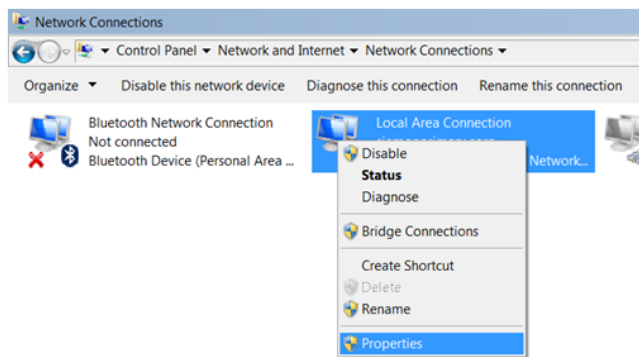 Network Connections
Control Panel Network and Internet Network Connections
Organize Disable this network device Diagnose this connection Rename this connection
Bluetooth Network Connection
Not connected
Bluetooth Device (Personal Area ...
Local Area Connection
Network...
Disable
Status
Diagnose
Bridge Connections
Create Shortcut
Delete
Rename
Properties